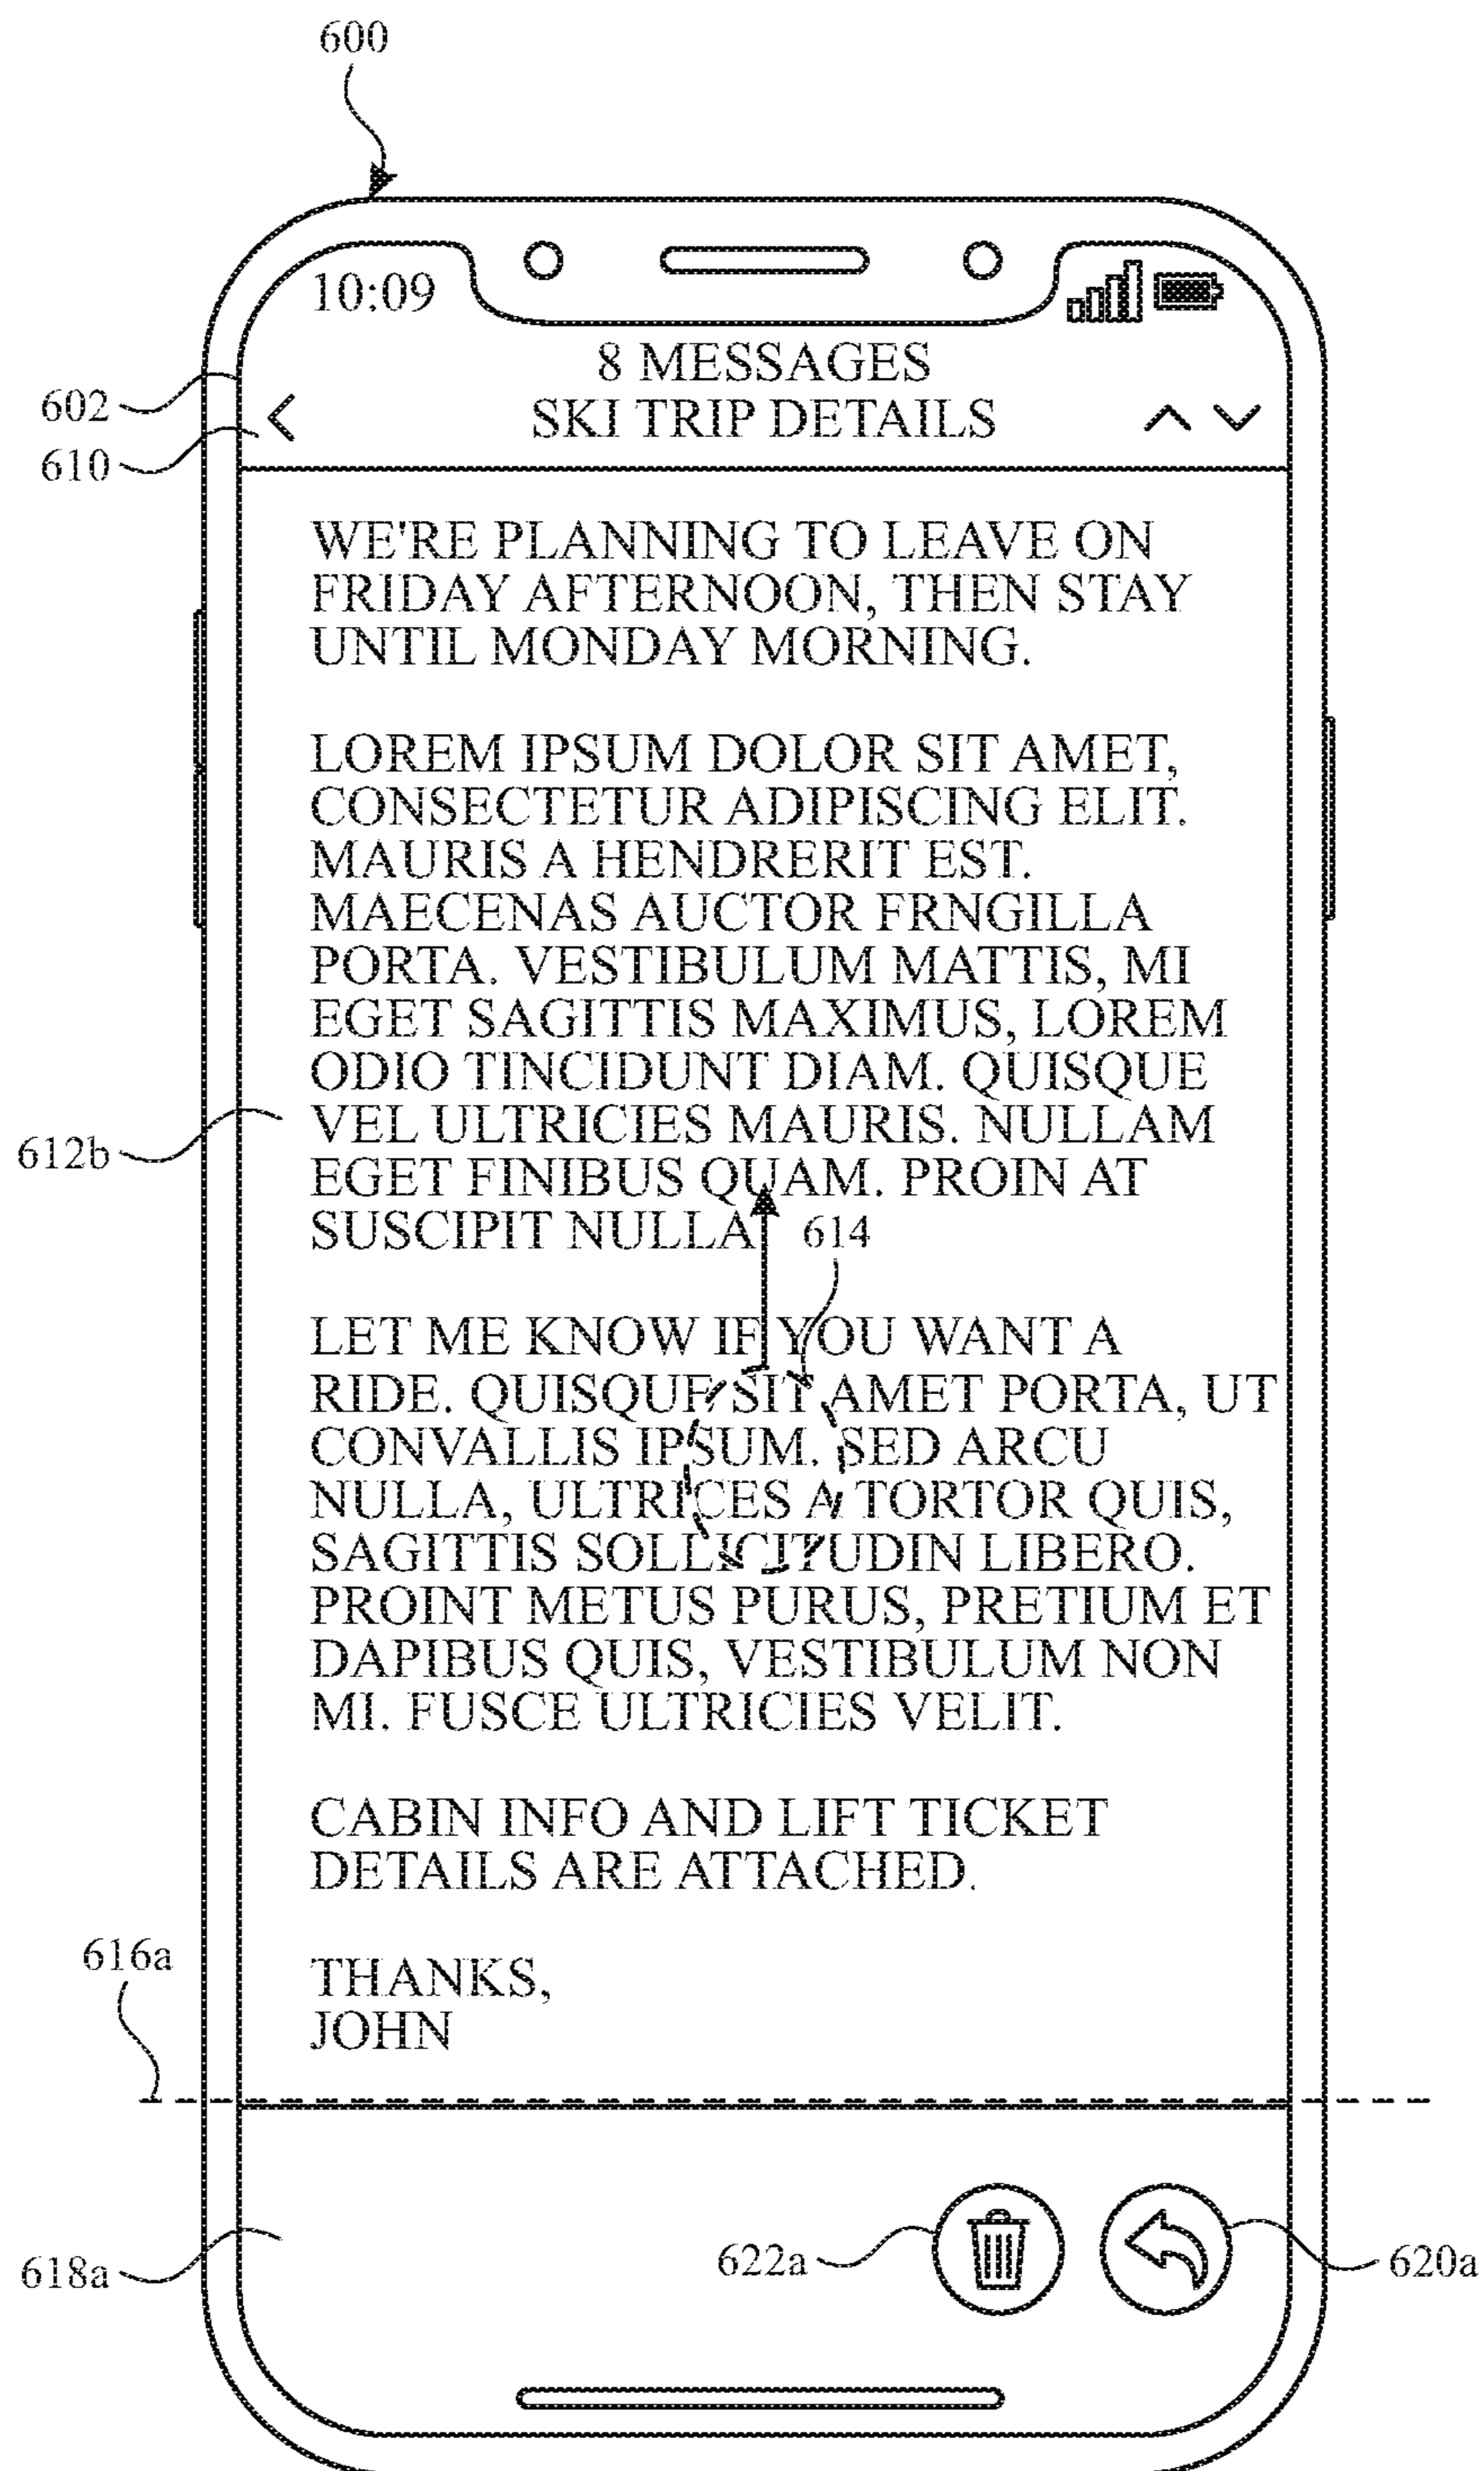 600
10:09
8 MESSAGES
602
SKI TRIP DETAILS
610
WE'RE PLANNING TO LEAVE ON
FRIDAY AFTERNOON, THEN STAY
UNTIL MONDAY MORNING.
LOREM IPSUM DOLOR SIT AMET,
CONSECTETUR ADIPISCING ELIT.
MAURIS A HENDRERIT EST.
MAECENAS AUCTOR FRNGILLA
PORTA. VESTIBULUM MATTIS, MI
EGET SAGITTIS MAXIMUS, LOREM
ODIO TINCIDUNT DIAM. QUISQUE
VEL ULTRICIES MAURIS. NULLAM
612b
EGET FINIBUS QUAM. PROIN AT
SUSCIPIT NULLA
614
LET ME KNOW IF YOU WANT A
RIDE. QUISQUE SIT AMET PORTA, UT
CONVALLIS IPSUM. SED ARCU
NULLA, ULTRICES A TORTOR QUIS,
SAGITTIS SOLLICITUDIN LIBERO.
PROINT METUS PURUS, PRETIUM ET
DAPIBUS QUIS, VESTIBULUM NON
MI. FUSCE ULTRICIES VELIT.
CABIN INFO AND LIFT TICKET
DETAILS ARE ATTACHED.
616a
THANKS,
JOHN
618a
622a
620a